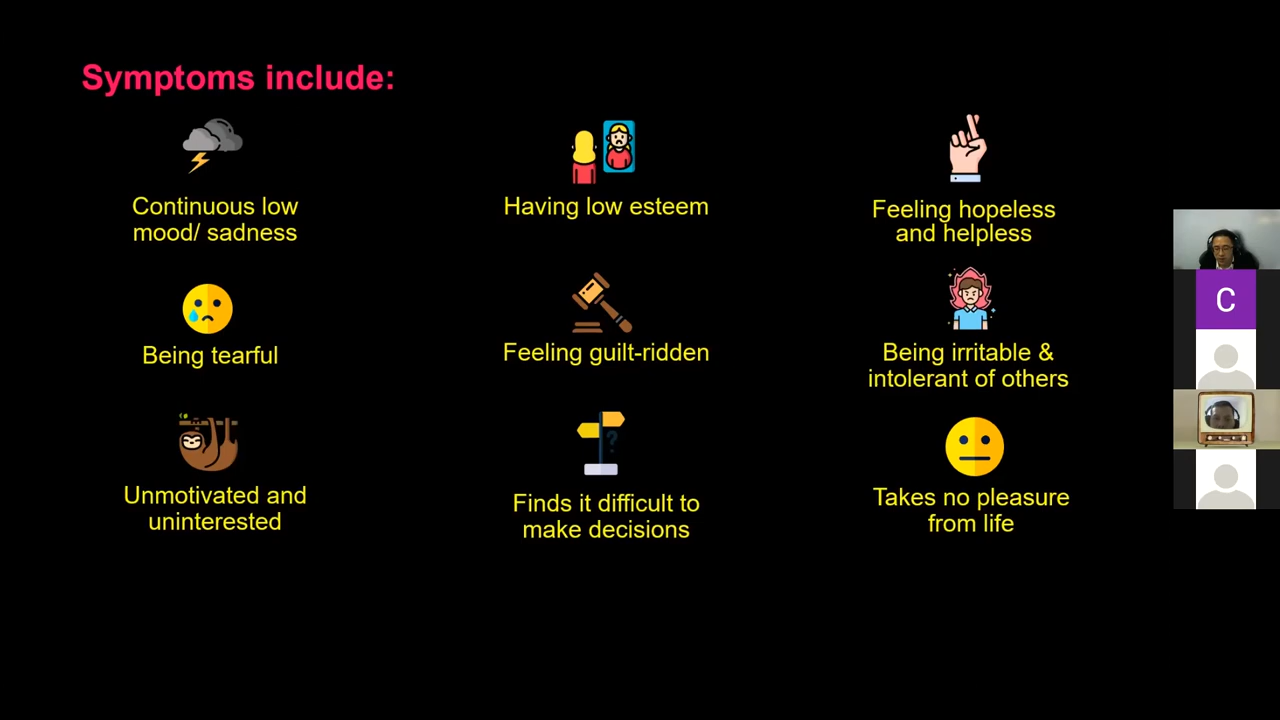 Symptoms include:
Continuous low
mood/ sadness
Having low esteem
Feeling hopeless
and helpless
Being tearful
Feeling guilt-ridden
Being irritable &
intolerant of others
Unmotivated and
uninterested
Finds it difficult to
make decisions
Takes no pleasure
from life
C